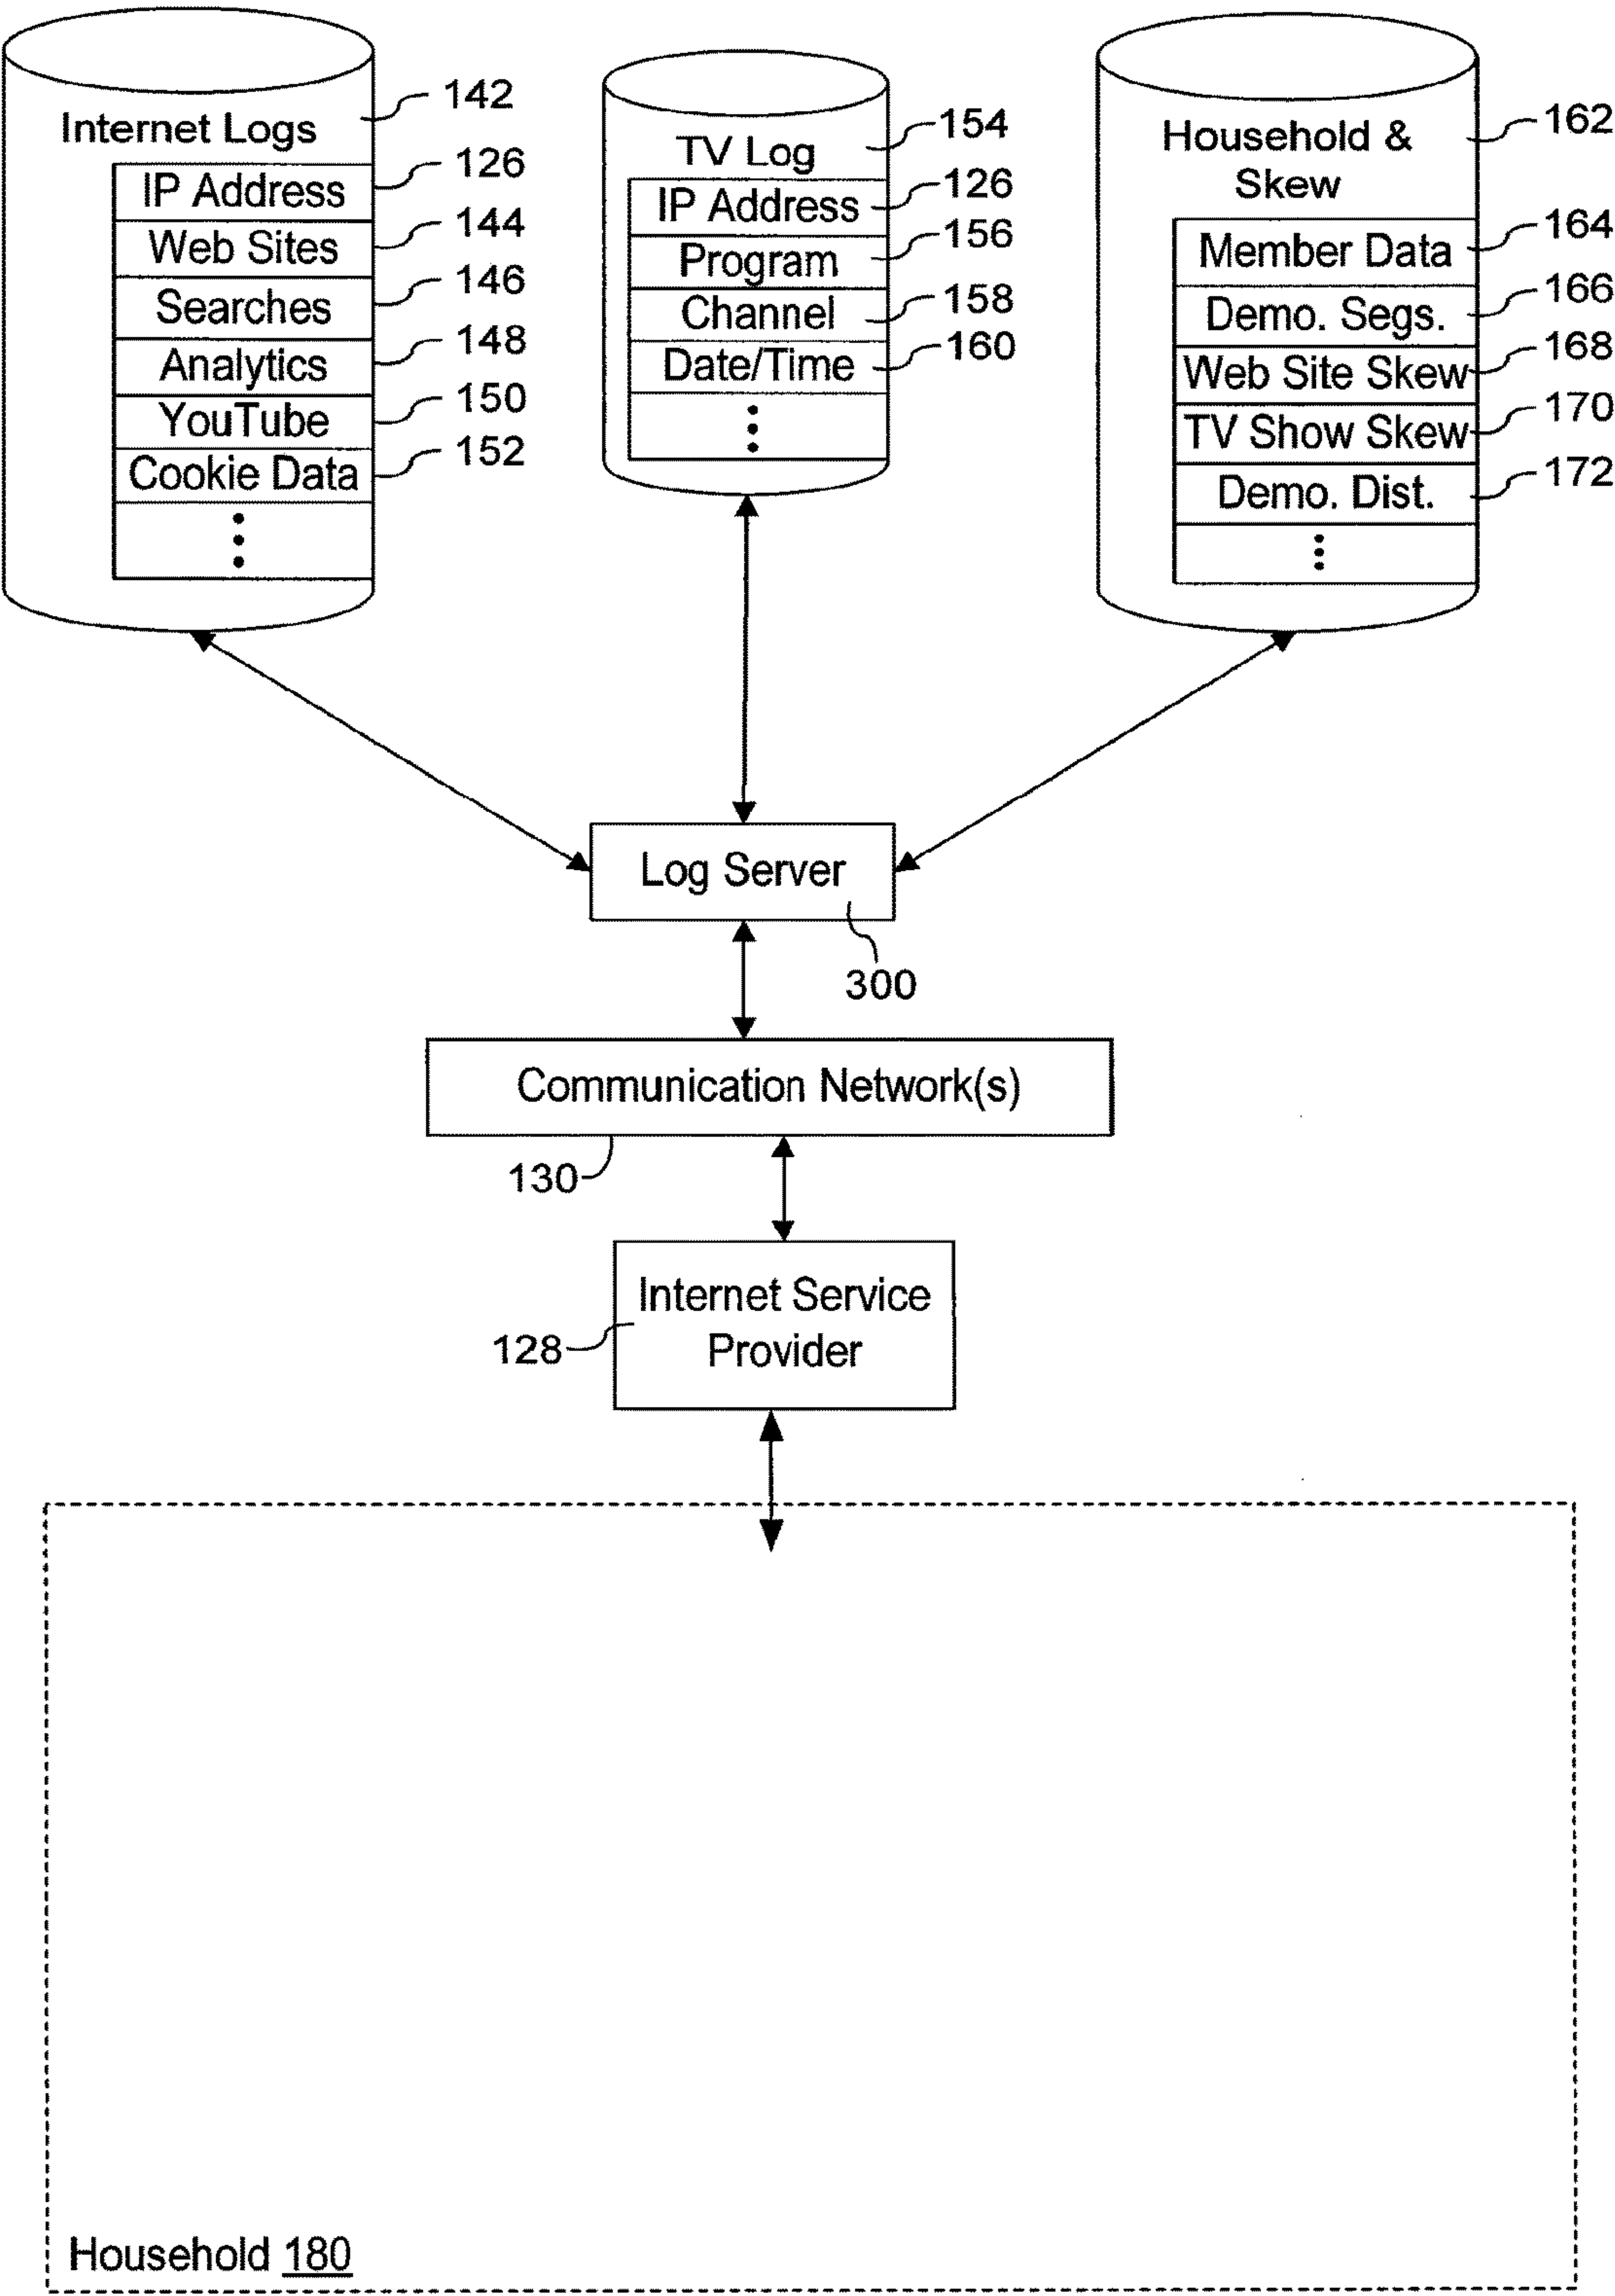 Internet Logs
142
IP Address
126
Web Sites
144
Searches
146
Analytics
148
YouTube
150
Cookie Data
152
TV Log
154
IP Address
126
Program
156
Channel
158
Date/Time
160
Household &
Skew
162
Member Data
164
Demo. Segs.
166
Web Site Skew
168
TV Show Skew
170
Demo. Dist.
172
Log Server
300
Communication Network(s)
130
Internet Service
Provider
128
Household 180